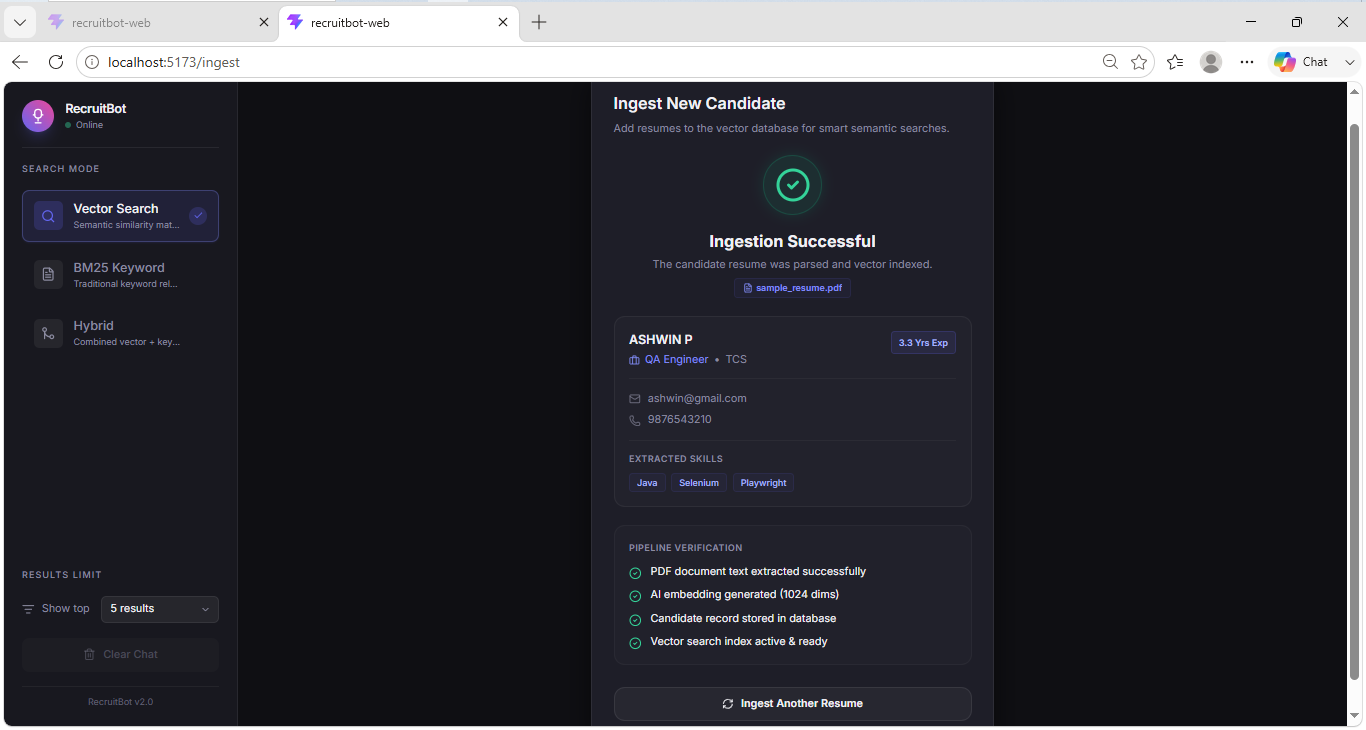 recruitbot-web
recruitbot-web
localhost:5173/ingest
Chat
RecruitBot
Online
SEARCH MODE
Vector Search
Semantic similarity mat...
BM25 Keyword
Traditional keyword rel...
Hybrid
Combined vector + key...
RESULTS LIMIT
Show top
5 results
Clear Chat
RecruitBot v2.0
Ingest New Candidate
Add resumes to the vector database for smart semantic searches.
Ingestion Successful
The candidate resume was parsed and vector indexed.
sample_resume.pdf
ASHWIN P
3.3 Yrs Exp
QA Engineer • TCS
ashwin@gmail.com
9876543210
EXTRACTED SKILLS
Java Selenium Playwright
PIPELINE VERIFICATION
PDF document text extracted successfully
AI embedding generated (1024 dims)
Candidate record stored in database
Vector search index active & ready
Ingest Another Resume